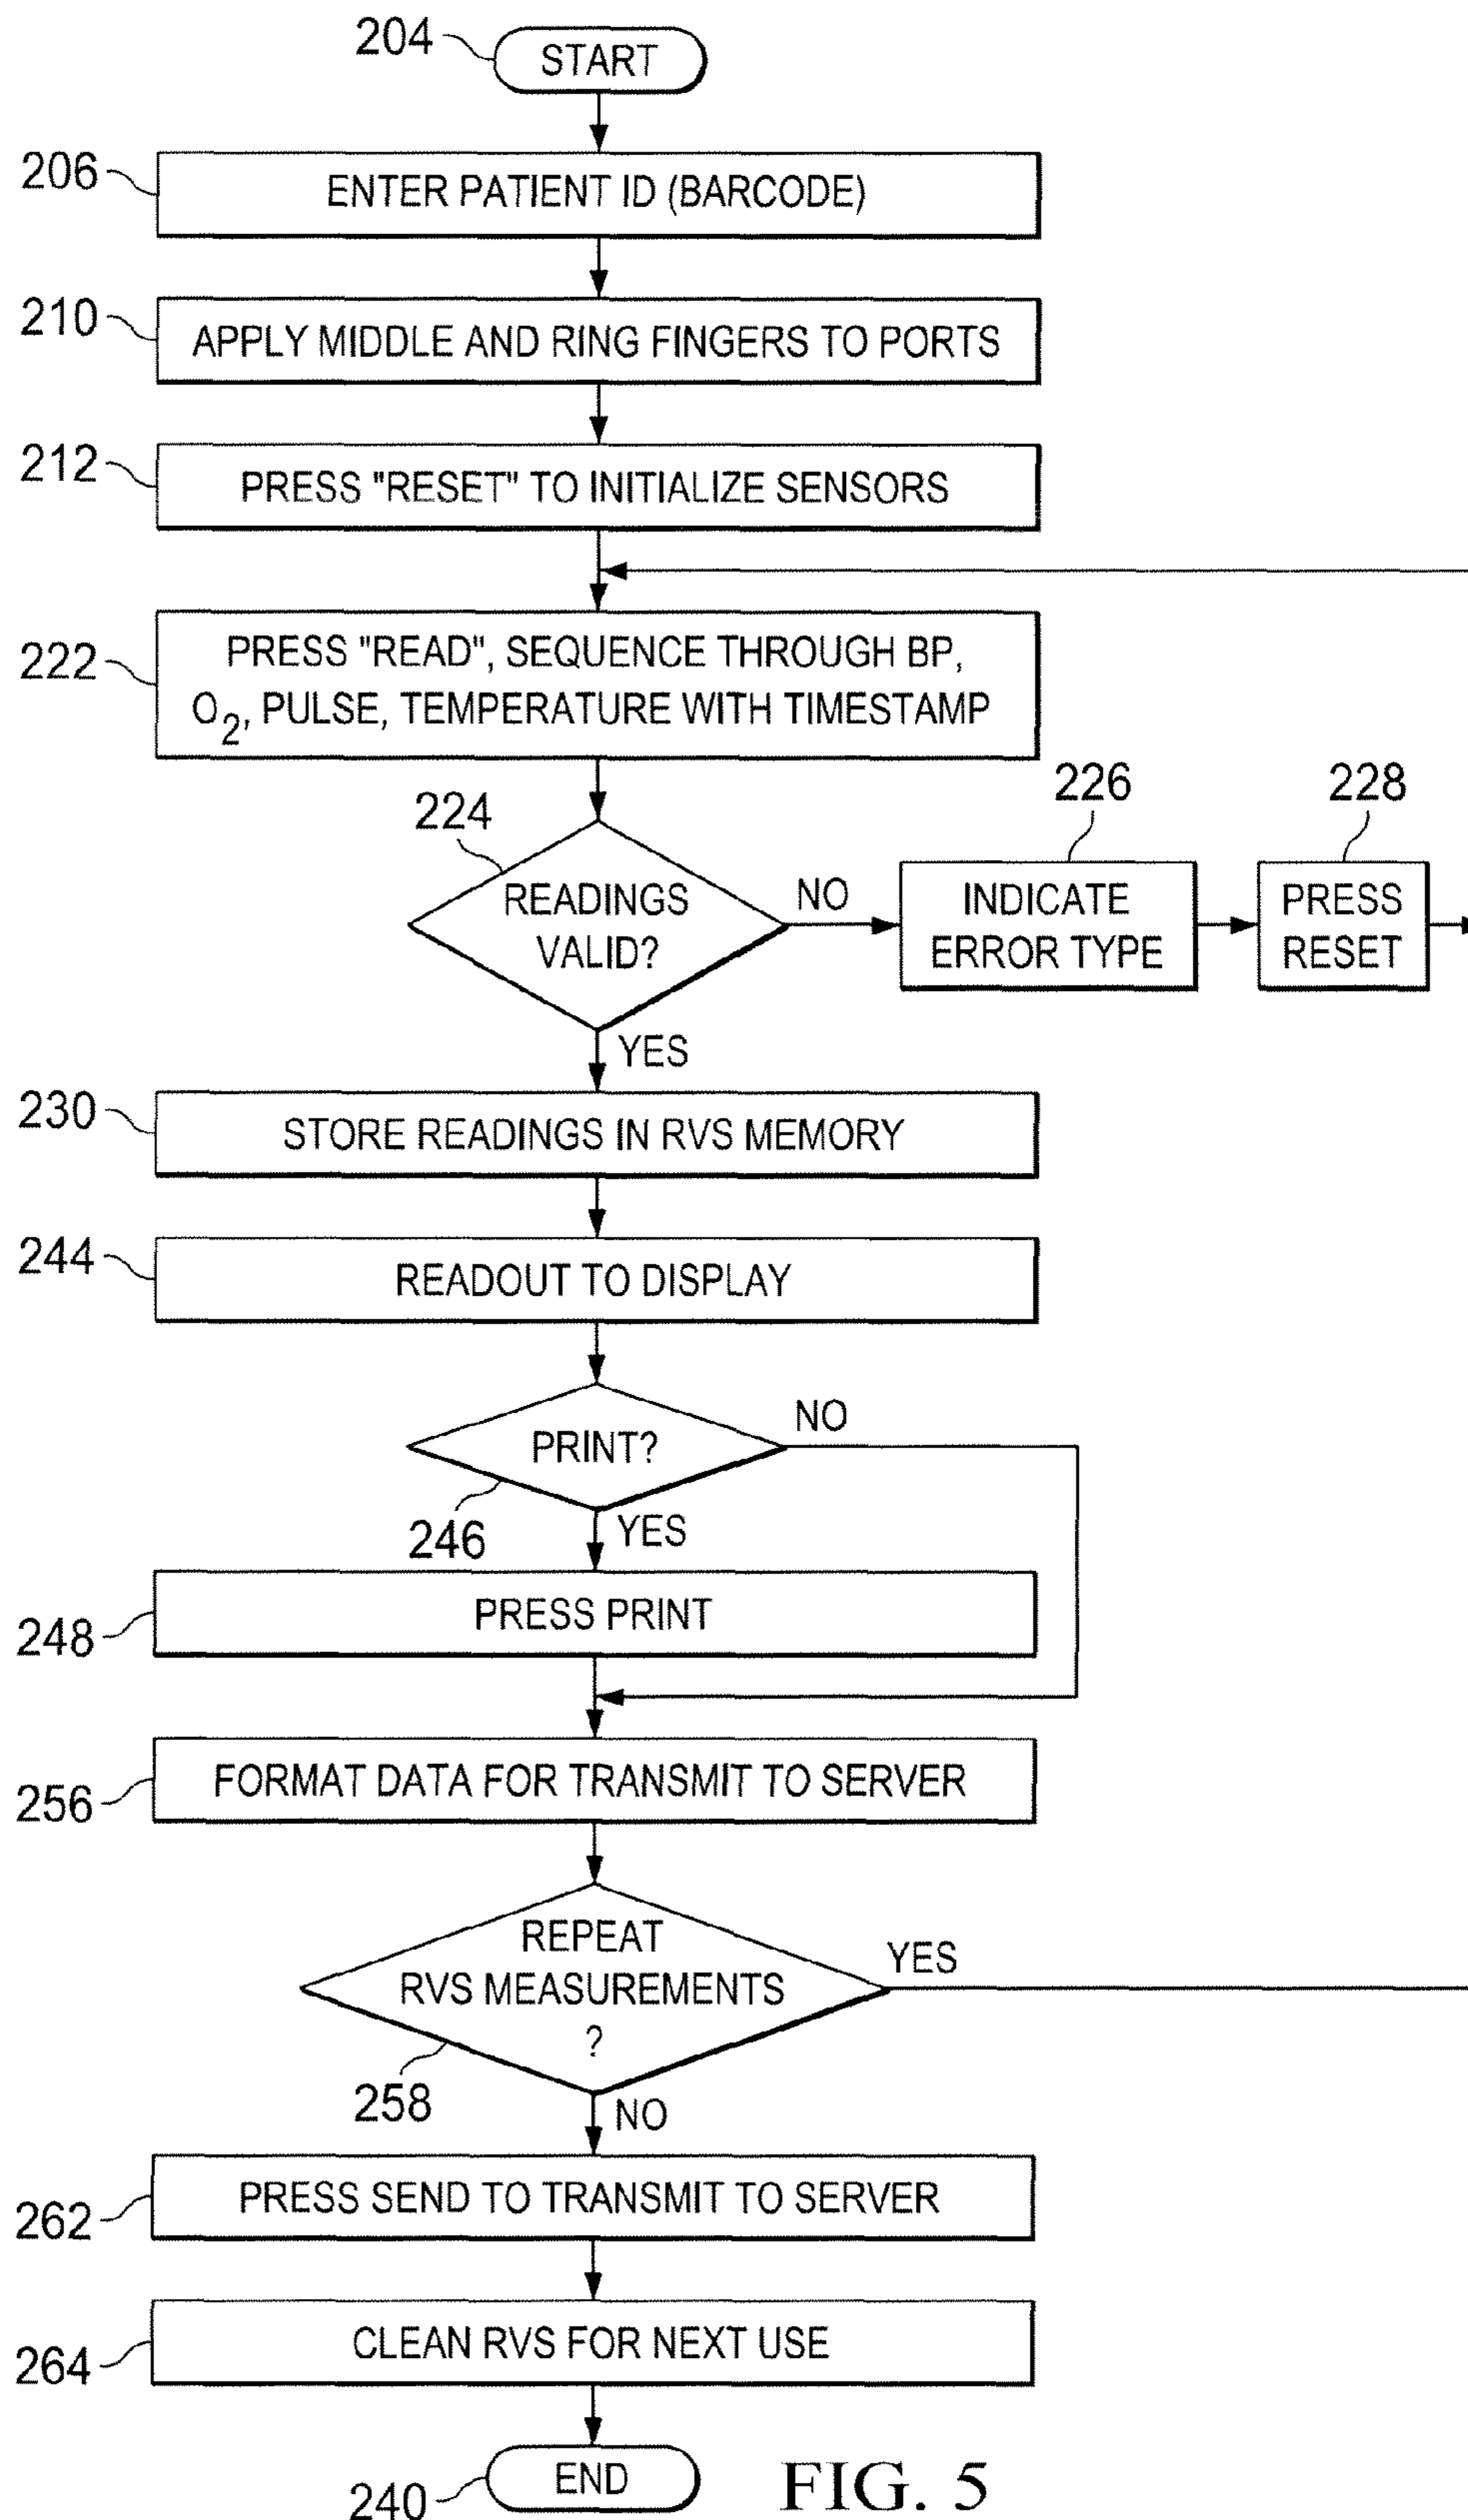 204
START
206
ENTER PATIENT ID (BARCODE)
210
APPLY MIDDLE AND RING FINGERS TO PORTS
212
PRESS "RESET" TO INITIALIZE SENSORS
222
PRESS "READ", SEQUENCE THROUGH BP,
O2, PULSE, TEMPERATURE WITH TIMESTAMP
224
READINGS
VALID?
NO
226
INDICATE
ERROR TYPE
228
PRESS
RESET
YES
230
STORE READINGS IN RVS MEMORY
244
READOUT TO DISPLAY
PRINT?
NO
246
YES
248
PRESS PRINT
256
FORMAT DATA FOR TRANSMIT TO SERVER
REPEAT
RVS MEASUREMENTS
?
YES
258
NO
262
PRESS SEND TO TRANSMIT TO SERVER
264
CLEAN RVS FOR NEXT USE
240
END
FIG. 5